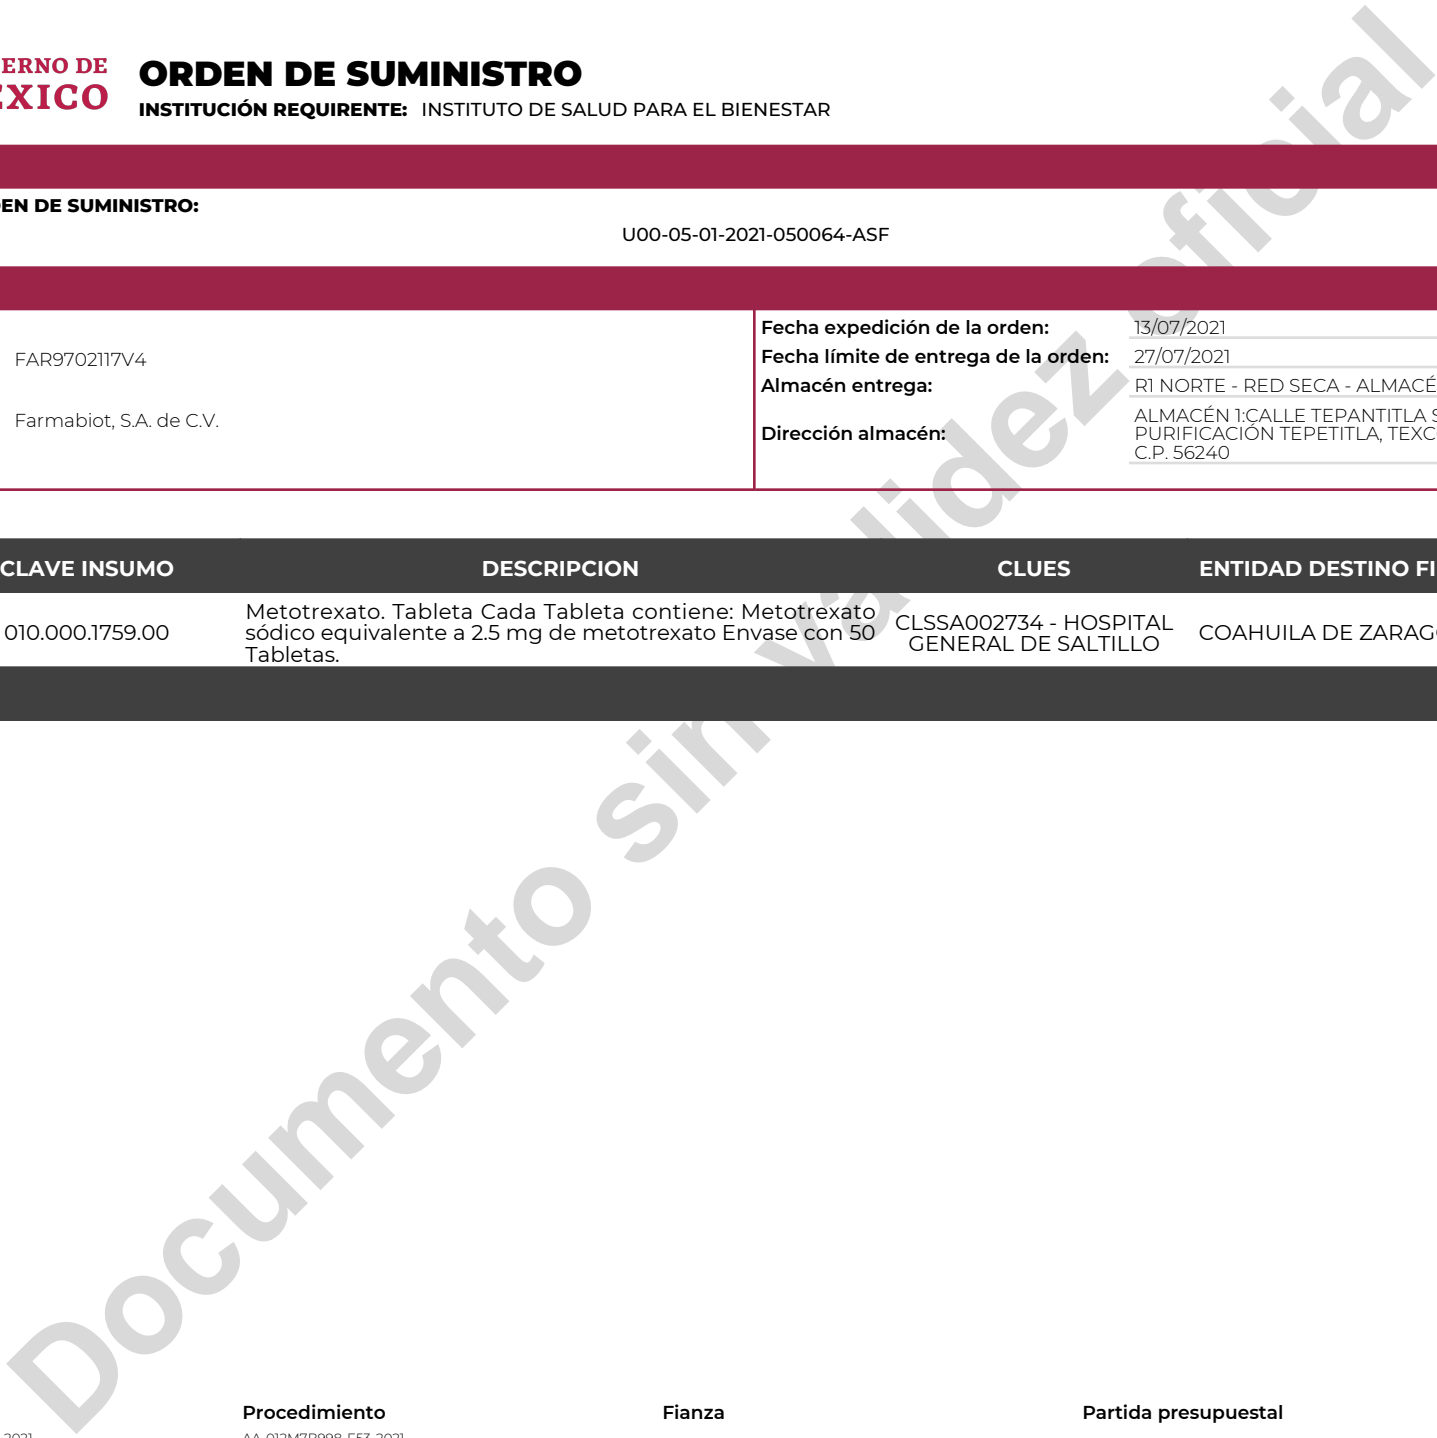 ERNO DE
ORDEN DE SUMINISTRO
EXICO
INSTITUCIÓN REQUIRENTE: INSTITUTO DE SALUD PARA EL BIENESTAR
EN DE SUMINISTRO:
U00-05-01-2021-050064-ASF
FAR9702117V4
Farmabiot, S.A. de C.V.
Fecha expedición de la orden: 13/07/2021
Fecha límite de entrega de la orden: 27/07/2021
Almacén entrega: R1 NORTE - RED SECA - ALMACÉ
Dirección almacén:
ALMACÉN 1:CALLE TEPANTITLA S
PURIFICACIÓN TEPETITLA, TEXC
C.P. 56240
CLAVE INSUMO DESCRIPCION CLUES ENTIDAD DESTINO FI
010.000.1759.00
Metotrexato. Tableta Cada Tableta contiene: Metotrexato
sódico equivalente a 2.5 mg de metotrexato Envase con 50
Tabletas.
CLSSA002734 - HOSPITAL
GENERAL DE SALTILLO
COAHUILA DE ZARAG
Documento sin validez oficial
Procedimiento Fianza Partida presupuestal